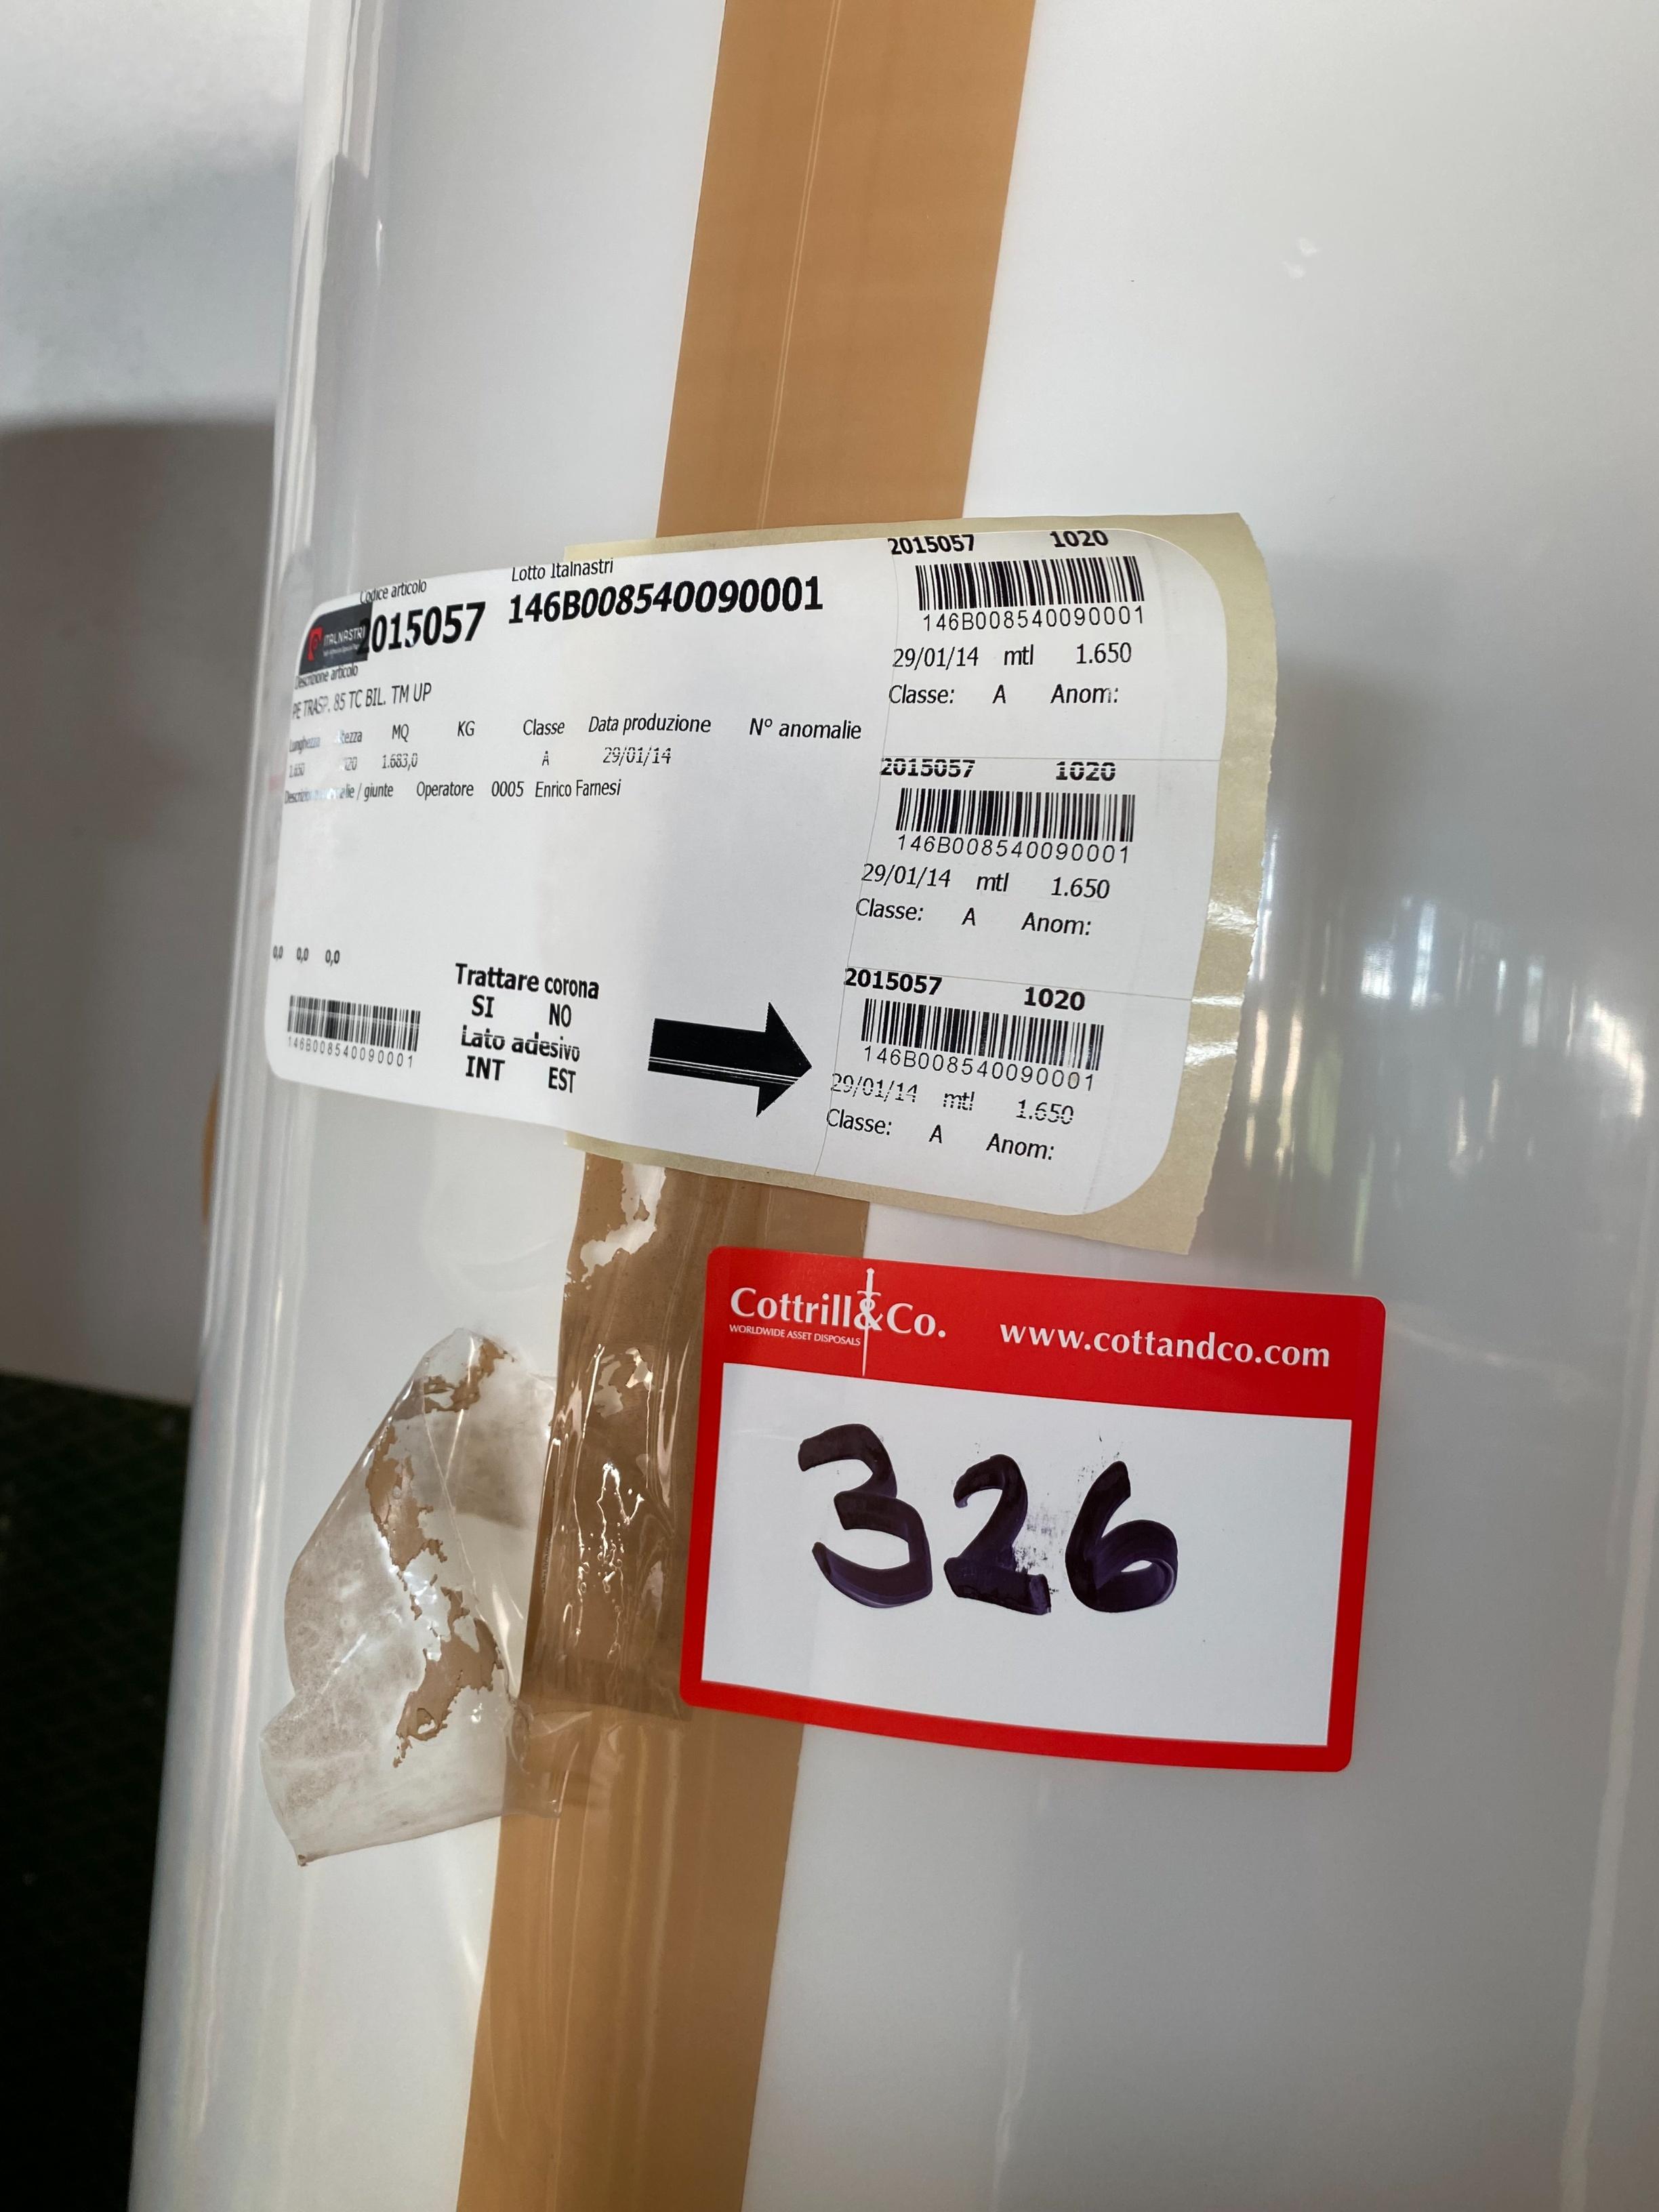 Codice articolo
Lotto Italnastri
ITALNASTRI
2015057
146B008540090001
Descrizione articolo
PE TRASP. 85 TC BIL. TM UP
Lunghezza MQ KG Classe Data produzione N° anomalie
1.683,0 A 29/01/14
/ giunte Operatore 0005 Enrico Farnesi
0,0 0,0 0,0
146B008540090001
Trattare corona
SI NO
Lato adesivo
INT EST
2015057 1020
146B008540090001
29/01/14 mtl 1.650
Classe: A Anom:
2015057 1020
146B008540090001
29/01/14 mtl 1.650
Classe: A Anom:
2015057 1020
146B008540090001
29/01/14 mtl 1.650
Classe: A Anom:
Cottrill&Co.
WORLDWIDE ASSET DISPOSALS
www.cottandco.com
326